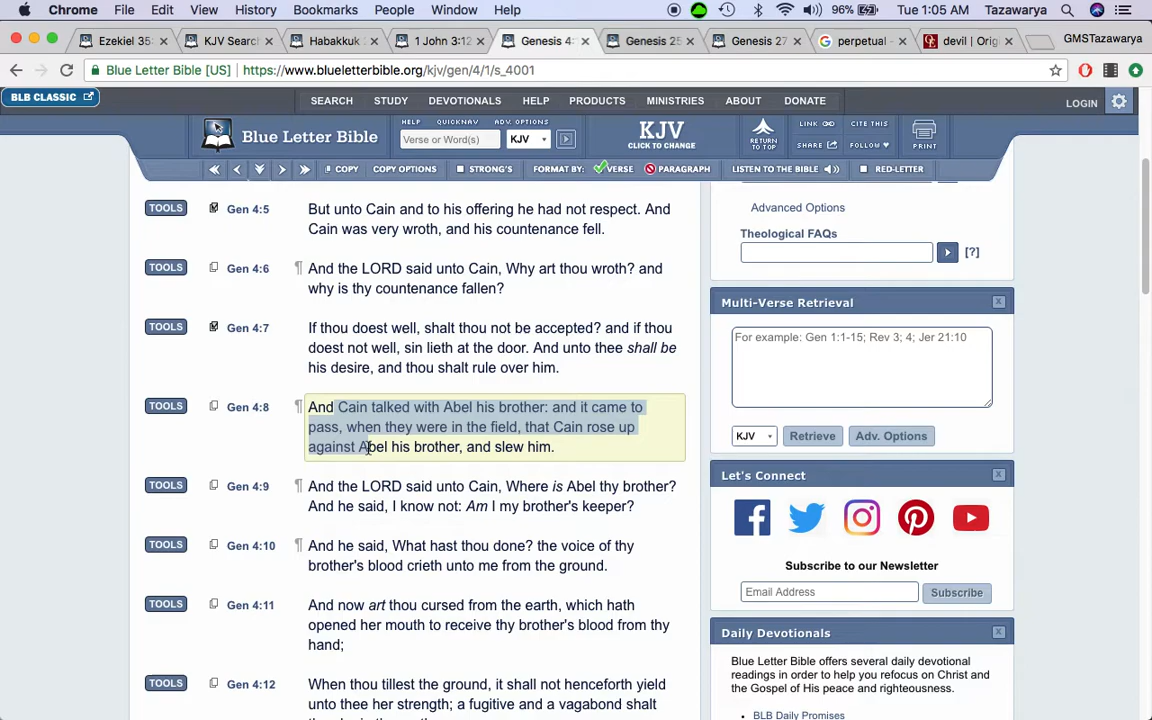 Chrome File Edit View History Bookmarks People Window Help 96% Tue 1:05 AM Tazawarya
Ezekiel 35: KJV Search Habakkuk 1 John 3:12 Genesis 4: Genesis 25 Genesis 27 perpetual - devil | Ori GMSTazawarya
Blue Letter Bible [US] https://www.blueletterbible.org/kjv/gen/4/1/s_4001
BLB CLASSIC
SEARCH STUDY DEVOTIONALS HELP PRODUCTS MINISTRIES ABOUT DONATE LOGIN
HELP QUICKNAV ADV. OPTIONS
Blue Letter Bible
Verse or Word(s) KJV
KJV
CLICK TO CHANGE
RETURN TO TOP
LINK CITE THIS
SHARE FOLLOW
PRINT
COPY COPY OPTIONS STRONG'S FORMAT BY: VERSE PARAGRAPH LISTEN TO THE BIBLE RED-LETTER
TOOLS Gen 4:5 But unto Cain and to his offering he had not respect. And
Cain was very wroth, and his countenance fell.
TOOLS Gen 4:6 ¶ And the LORD said unto Cain, Why art thou wroth? and
why is thy countenance fallen?
TOOLS Gen 4:7 If thou doest well, shalt thou not be accepted? and if thou
doest not well, sin lieth at the door. And unto thee shall be
his desire, and thou shalt rule over him.
TOOLS Gen 4:8 ¶ And Cain talked with Abel his brother: and it came to
pass, when they were in the field, that Cain rose up
against Abel his brother, and slew him.
TOOLS Gen 4:9 ¶ And the LORD said unto Cain, Where is Abel thy brother?
And he said, I know not: Am I my brother's keeper?
TOOLS Gen 4:10 ¶ And he said, What hast thou done? the voice of thy
brother's blood crieth unto me from the ground.
TOOLS Gen 4:11 And now art thou cursed from the earth, which hath
opened her mouth to receive thy brother's blood from thy
hand;
TOOLS Gen 4:12 When thou tillest the ground, it shall not henceforth yield
unto thee her strength; a fugitive and a vagabond shalt
Advanced Options
Theological FAQs
[?]
Multi-Verse Retrieval X
For example: Gen 1:1-15; Rev 3; 4; Jer 21:10
KJV Retrieve Adv. Options
Let's Connect X
Subscribe to our Newsletter
Email Address Subscribe
Daily Devotionals X
Blue Letter Bible offers several daily devotional
readings in order to help you refocus on Christ and
the Gospel of His peace and righteousness.
BLB Daily Promises